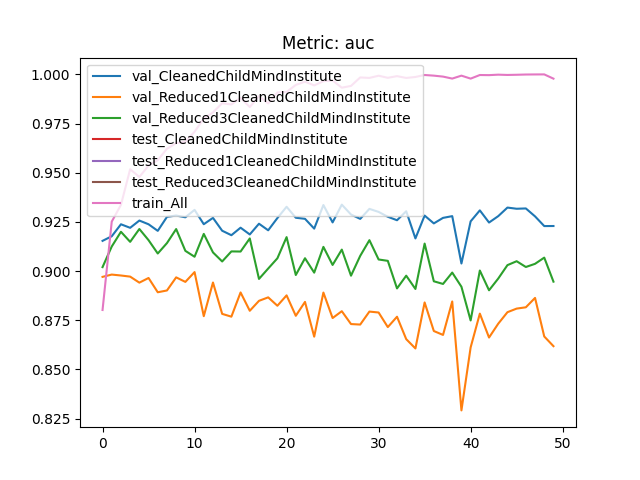 Metric: auc
1.000
0.975
0.950
0.925
0.900
0.875
0.850
0.825
val_CleanedChildMindInstitute
val_Reduced1CleanedChildMindInstitute
val_Reduced3CleanedChildMindInstitute
test_CleanedChildMindInstitute
test_Reduced1CleanedChildMindInstitute
test_Reduced3CleanedChildMindInstitute
train_All
0 10 20 30 40 50